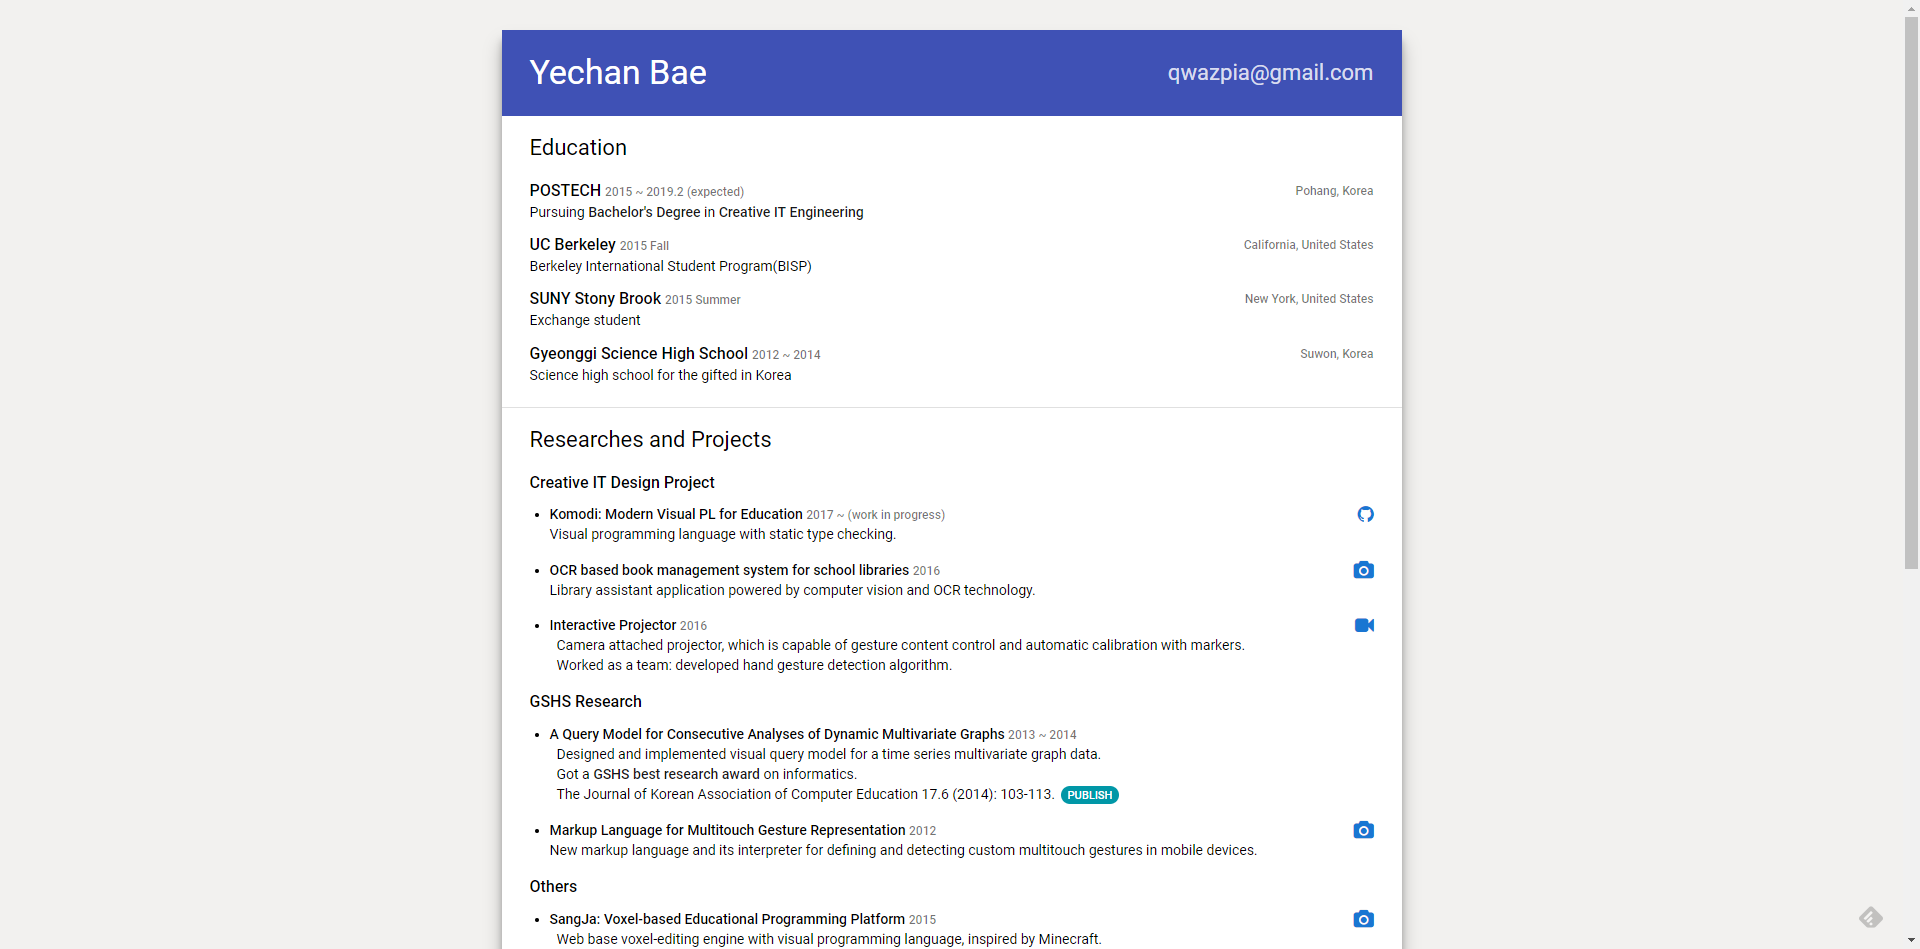 Yechan Bae
qwazpia@gmail.com
Education
POSTECH 2015 ~ 2019.2 (expected) Pohang, Korea
Pursuing Bachelor's Degree in Creative IT Engineering
UC Berkeley 2015 Fall California, United States
Berkeley International Student Program(BISP)
SUNY Stony Brook 2015 Summer New York, United States
Exchange student
Gyeonggi Science High School 2012 ~ 2014 Suwon, Korea
Science high school for the gifted in Korea
Researches and Projects
Creative IT Design Project
• Komodi: Modern Visual PL for Education 2017 ~ (work in progress)
Visual programming language with static type checking.
• OCR based book management system for school libraries 2016
Library assistant application powered by computer vision and OCR technology.
• Interactive Projector 2016
Camera attached projector, which is capable of gesture content control and automatic calibration with markers.
Worked as a team: developed hand gesture detection algorithm.
GSHS Research
• A Query Model for Consecutive Analyses of Dynamic Multivariate Graphs 2013 ~ 2014
Designed and implemented visual query model for a time series multivariate graph data.
Got a GSHS best research award on informatics.
The Journal of Korean Association of Computer Education 17.6 (2014): 103-113. PUBLISH
• Markup Language for Multitouch Gesture Representation 2012
New markup language and its interpreter for defining and detecting custom multitouch gestures in mobile devices.
Others
• SangJa: Voxel-based Educational Programming Platform 2015
Web base voxel-editing engine with visual programming language, inspired by Minecraft.